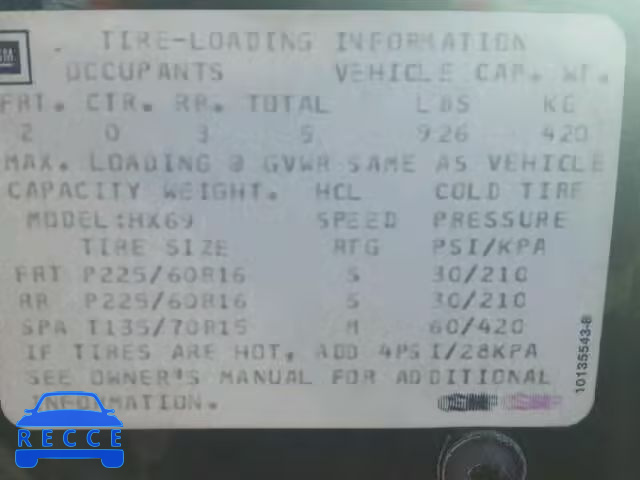 GM
TIRE-LOADING INFORMATION
OCCUPANTS VEHICLE CAP. WT.
FRT. CTR. RR. TOTAL LBS KG
2 0 3 5 926 420
MAX. LOADING @ GVWR SAME AS VEHICLE
CAPACITY WEIGHT. HCL COLD TIRE
MODEL:HX69 SPEED PRESSURE
TIRE SIZE RTG PSI/KPA
FRT P225/60R16 S 30/210
RR P225/60R16 S 30/210
SPA T135/70R15 M 60/420
IF TIRES ARE HOT, ADD 4PSI/28KPA
SEE OWNER'S MANUAL FOR ADDITIONAL
INFORMATION.
10135543-8
RECCE